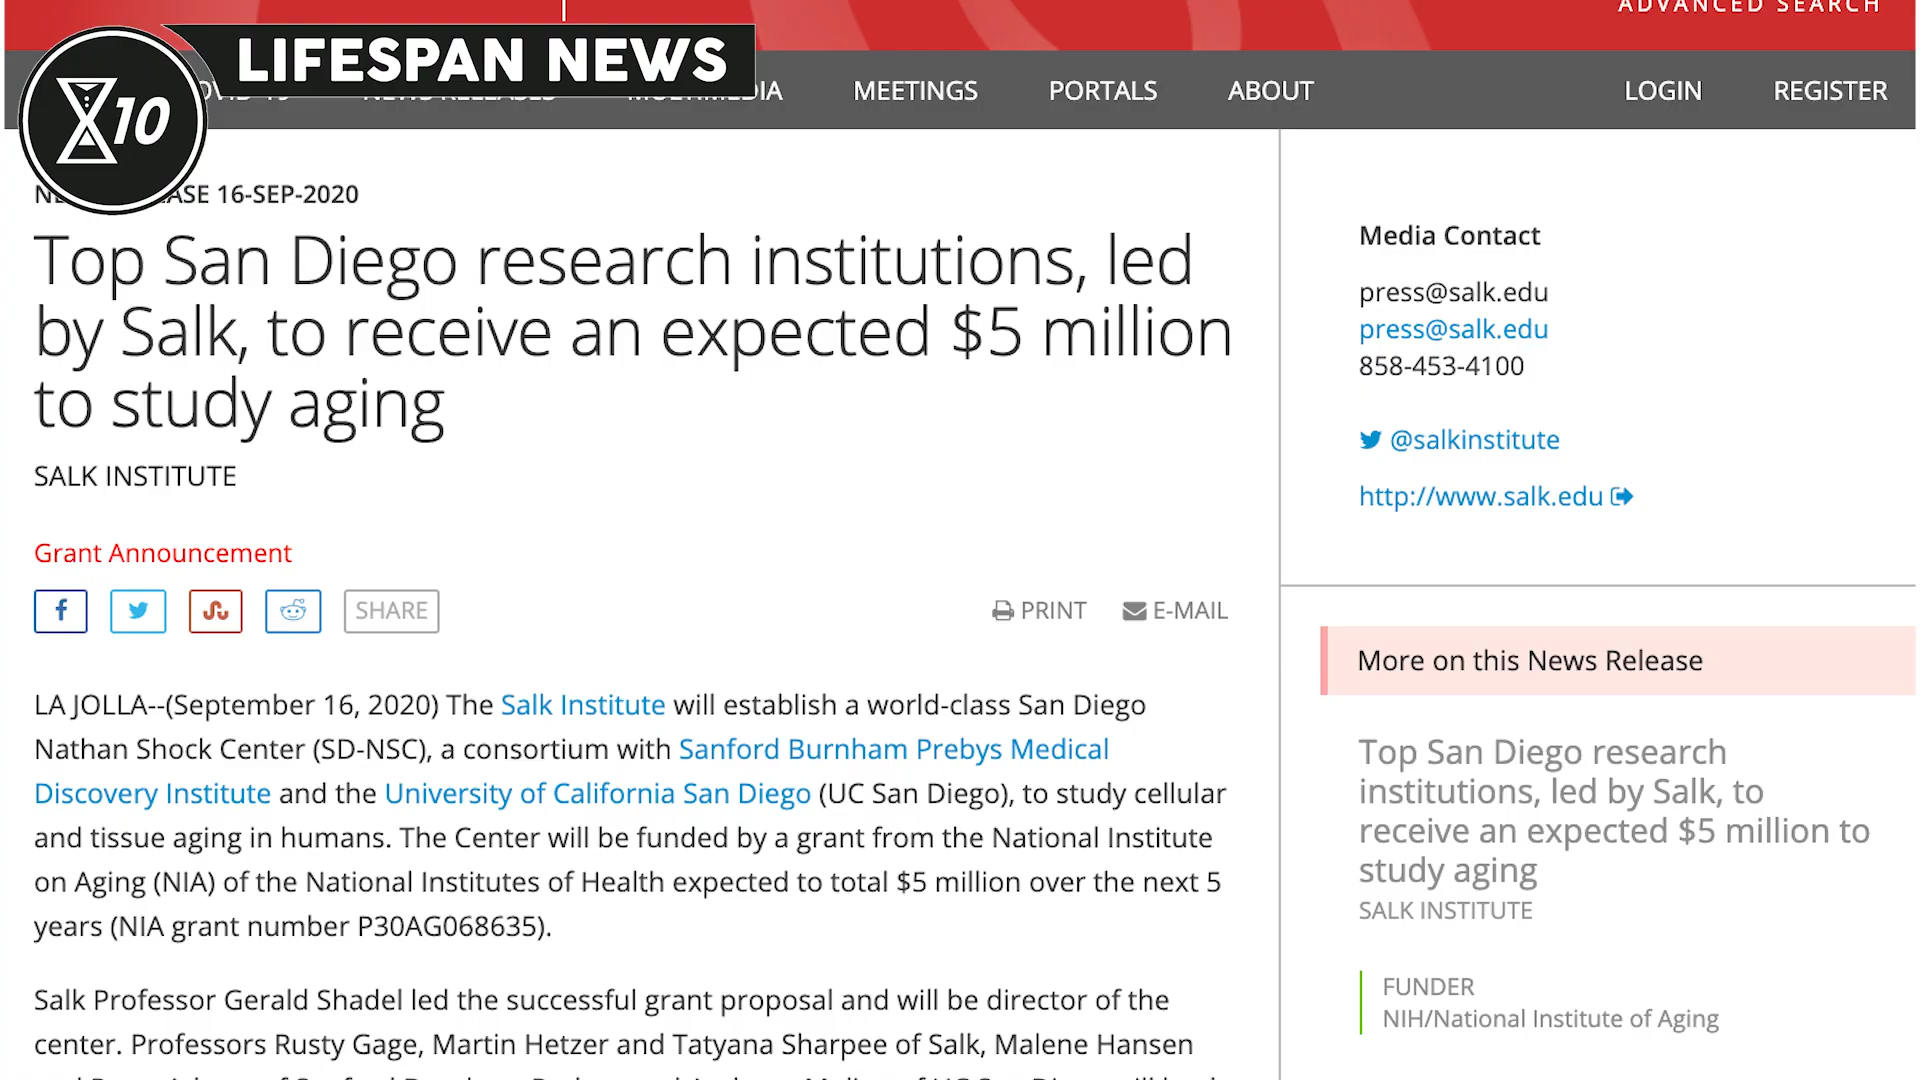 ADVANCED SEARCH
LIFESPAN NEWS
X10
MEETINGS PORTALS ABOUT LOGIN REGISTER
16-SEP-2020
Top San Diego research institutions, led
by Salk, to receive an expected $5 million
to study aging
SALK INSTITUTE
Grant Announcement
SHARE
PRINT E-MAIL
LA JOLLA--(September 16, 2020) The Salk Institute will establish a world-class San Diego
Nathan Shock Center (SD-NSC), a consortium with Sanford Burnham Prebys Medical
Discovery Institute and the University of California San Diego (UC San Diego), to study cellular
and tissue aging in humans. The Center will be funded by a grant from the National Institute
on Aging (NIA) of the National Institutes of Health expected to total $5 million over the next 5
years (NIA grant number P30AG068635).
Salk Professor Gerald Shadel led the successful grant proposal and will be director of the
center. Professors Rusty Gage, Martin Hetzer and Tatyana Sharpee of Salk, Malene Hansen
Media Contact
press@salk.edu
press@salk.edu
858-453-4100
@salkinstitute
http://www.salk.edu
More on this News Release
Top San Diego research
institutions, led by Salk, to
receive an expected $5 million to
study aging
SALK INSTITUTE
FUNDER
NIH/National Institute of Aging